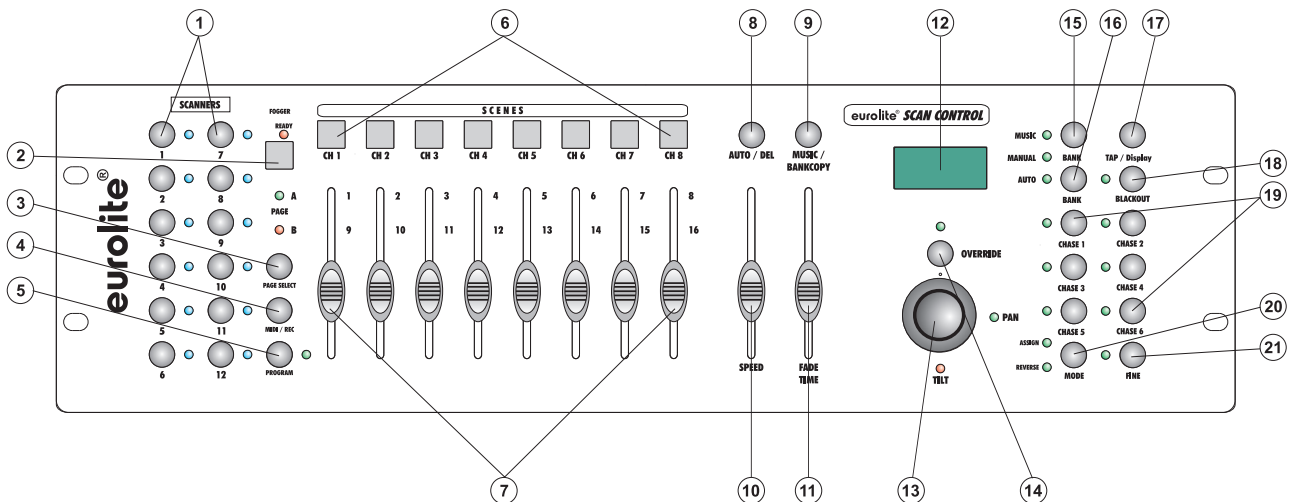 1 6 8 9 12 15 16 17
SCANNERS
FOGGER
READY
SCENES
eurolite® SCAN CONTROL
CH 1 CH 2 CH 3 CH 4 CH 5 CH 6 CH 7 CH 8
AUTO / DEL
MUSIC /
BANKCOPY
MUSIC
MANUAL
AUTO
BANK
BANK
TAP / Display
BLACKOUT
1 7
2 8
3 9
4 10
5 11
6 12
A
PAGE
B
PAGE SELECT
MIDI / REC
PROGRAM
1 2 3 4 5 6 7 8
9 10 11 12 13 14 15 16
SPEED
FADE
TIME
OVERRIDE
PAN
TILT
CHASE 1 CHASE 2
CHASE 3 CHASE 4
CHASE 5 CHASE 6
ASSIGN
REVERSE
MODE
FINE
eurolite®
2
3
4
5
18
19
20
21
7 10 11 13 14